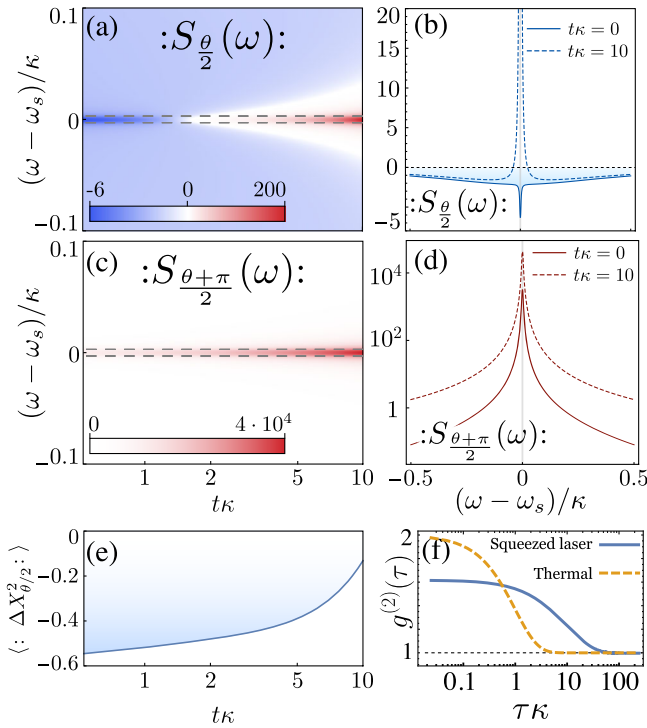 (a) :S_{θ/2}(ω):
0.1
0
−0.1
(ω − ω_s)/κ
−6 0 200
(b)
tκ = 0
tκ = 10
20
15
10
5
0
−5
:S_{θ/2}(ω):
(c) :S_{(θ+π)/2}(ω):
0.1
0
−0.1
(ω − ω_s)/κ
0 4 · 10^4
1 2 5 10
tκ
(d)
tκ = 0
tκ = 10
10^4
10^2
1
:S_{(θ+π)/2}(ω):
−0.5 0 0.5
(ω − ω_s)/κ
(e)
0
−0.2
−0.4
−0.6
⟨: ΔX²_{θ/2} : ⟩
1 2 5 10
tκ
(f)
Squeezed laser
Thermal
2
1
g^{(2)}(τ)
0.1 1 10 100
τκ